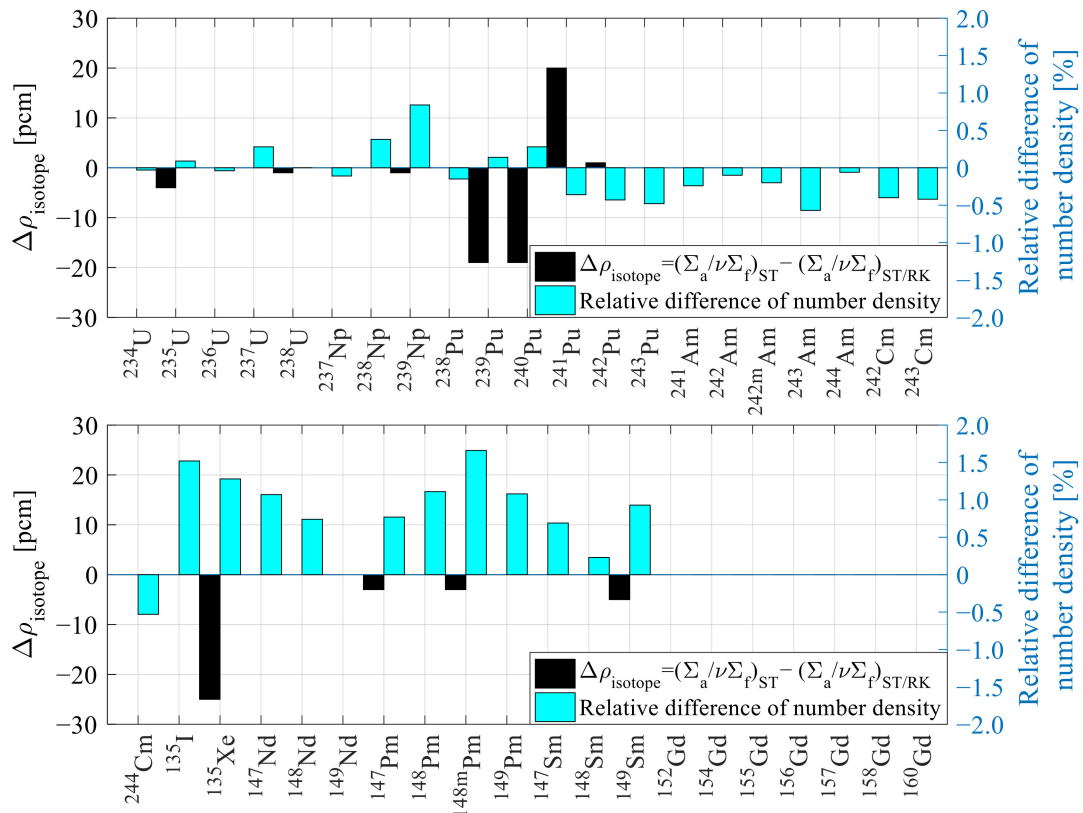 30
20
10
0
−10
−20
−30
Δρisotope [pcm]
2.0
1.5
1.0
0.5
0
−0.5
−1.0
−1.5
−2.0
Relative difference of
number density [%]
Δρisotope=(Σa/νΣf)ST− (Σa/νΣf)ST/RK
Relative difference of number density
234U
235U
236U
237U
238U
237Np
238Np
239Np
238Pu
239Pu
240Pu
241Pu
242Pu
243Pu
241Am
242Am
242mAm
243Am
244Am
242Cm
243Cm
30
20
10
0
−10
−20
−30
Δρisotope [pcm]
2.0
1.5
1.0
0.5
0
−0.5
−1.0
−1.5
−2.0
Relative difference of
number density [%]
Δρisotope=(Σa/νΣf)ST− (Σa/νΣf)ST/RK
Relative difference of number density
244Cm
135I
135Xe
147Nd
148Nd
149Nd
147Pm
148Pm
148mPm
149Pm
147Sm
148Sm
149Sm
152Gd
154Gd
155Gd
156Gd
157Gd
158Gd
160Gd